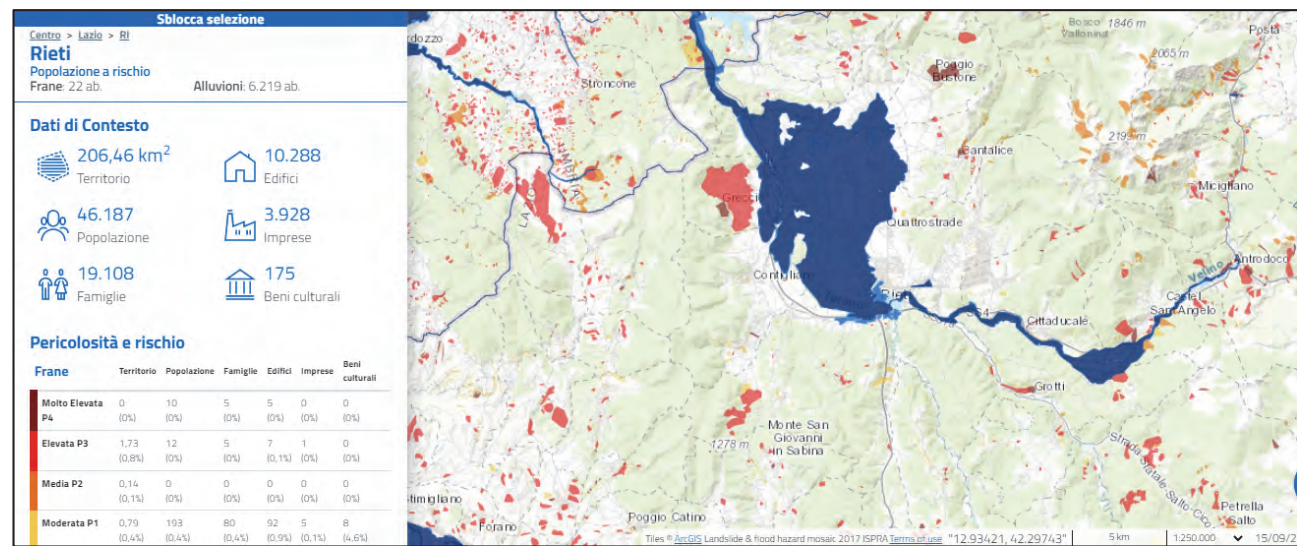 Sblocca selezione
Centro > Lazio > RI
Rieti
Popolazione a rischio
Frane: 22 ab. Alluvioni: 6.219 ab.
Dati di Contesto
206,46 km² 10.288
Territorio Edifici
46.187 3.928
Popolazione Imprese
19.108 175
Famiglie Beni culturali
Pericolosità e rischio
Frane Territorio Popolazione Famiglie Edifici Imprese Beni culturali
Molto Elevata P4 0 10 5 5 0 0
(0%) (0%) (0%) (0%) (0%) (0%)
Elevata P3 1,73 12 5 7 1 0
(0,8%) (0%) (0%) (0,1%) (0%) (0%)
Media P2 0,14 0 0 0 0 0
(0,1%) (0%) (0%) (0%) (0%) (0%)
Moderata P1 0,79 193 80 92 5 8
(0,4%) (0,4%) (0,4%) (0,9%) (0,1%) (4,6%)
rdozzo
Bosco Vallonina
1846 m
Posta
2065 m
Poggio Bustone
Stroncone
2199 m
Cantalice
UMBRIA
Micigliano
LAZIO
Greccio
Quattrostrade
Antrodoco
Velino
Contigliano
Castel Sant'Angelo
Rieti
SS4
Cittaducale
Grotti
1278 m
Monte San Giovanni in Sabina
Strada Statale Salto-Cico
timigliano
Petrella Salto
Forano
Poggio Catino
Tiles © ArcGIS Landslide & flood hazard mosaic 2017 ISPRA Terms of use "12.93421, 42.29743" 5 km 1:250.000 15/09/2